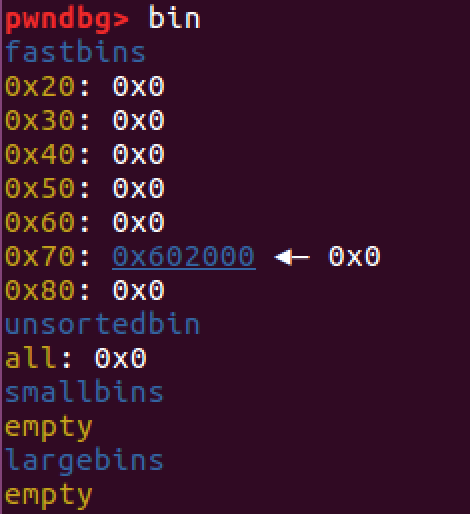 pwndbg> bin
fastbins
0x20: 0x0
0x30: 0x0
0x40: 0x0
0x50: 0x0
0x60: 0x0
0x70: 0x602000 ◂— 0x0
0x80: 0x0
unsortedbin
all: 0x0
smallbins
empty
largebins
empty